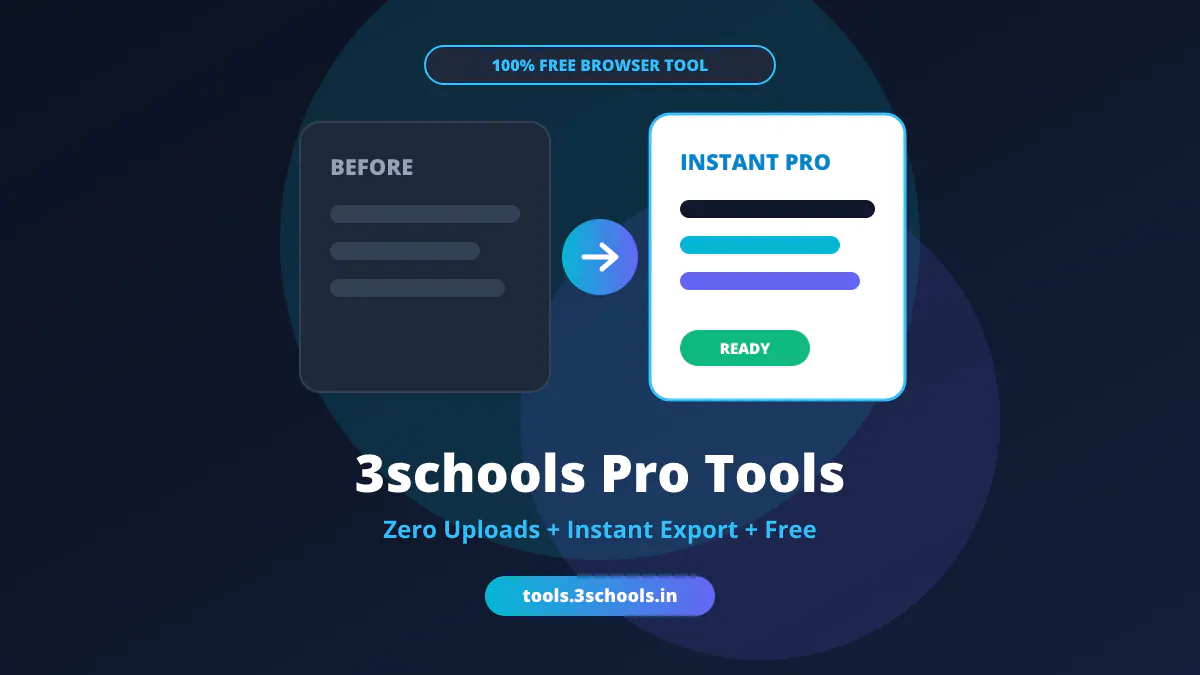 100% FREE BROWSER TOOL
BEFORE
INSTANT PRO
READY
3schools Pro Tools
Zero Uploads + Instant Export + Free
tools.3schools.in